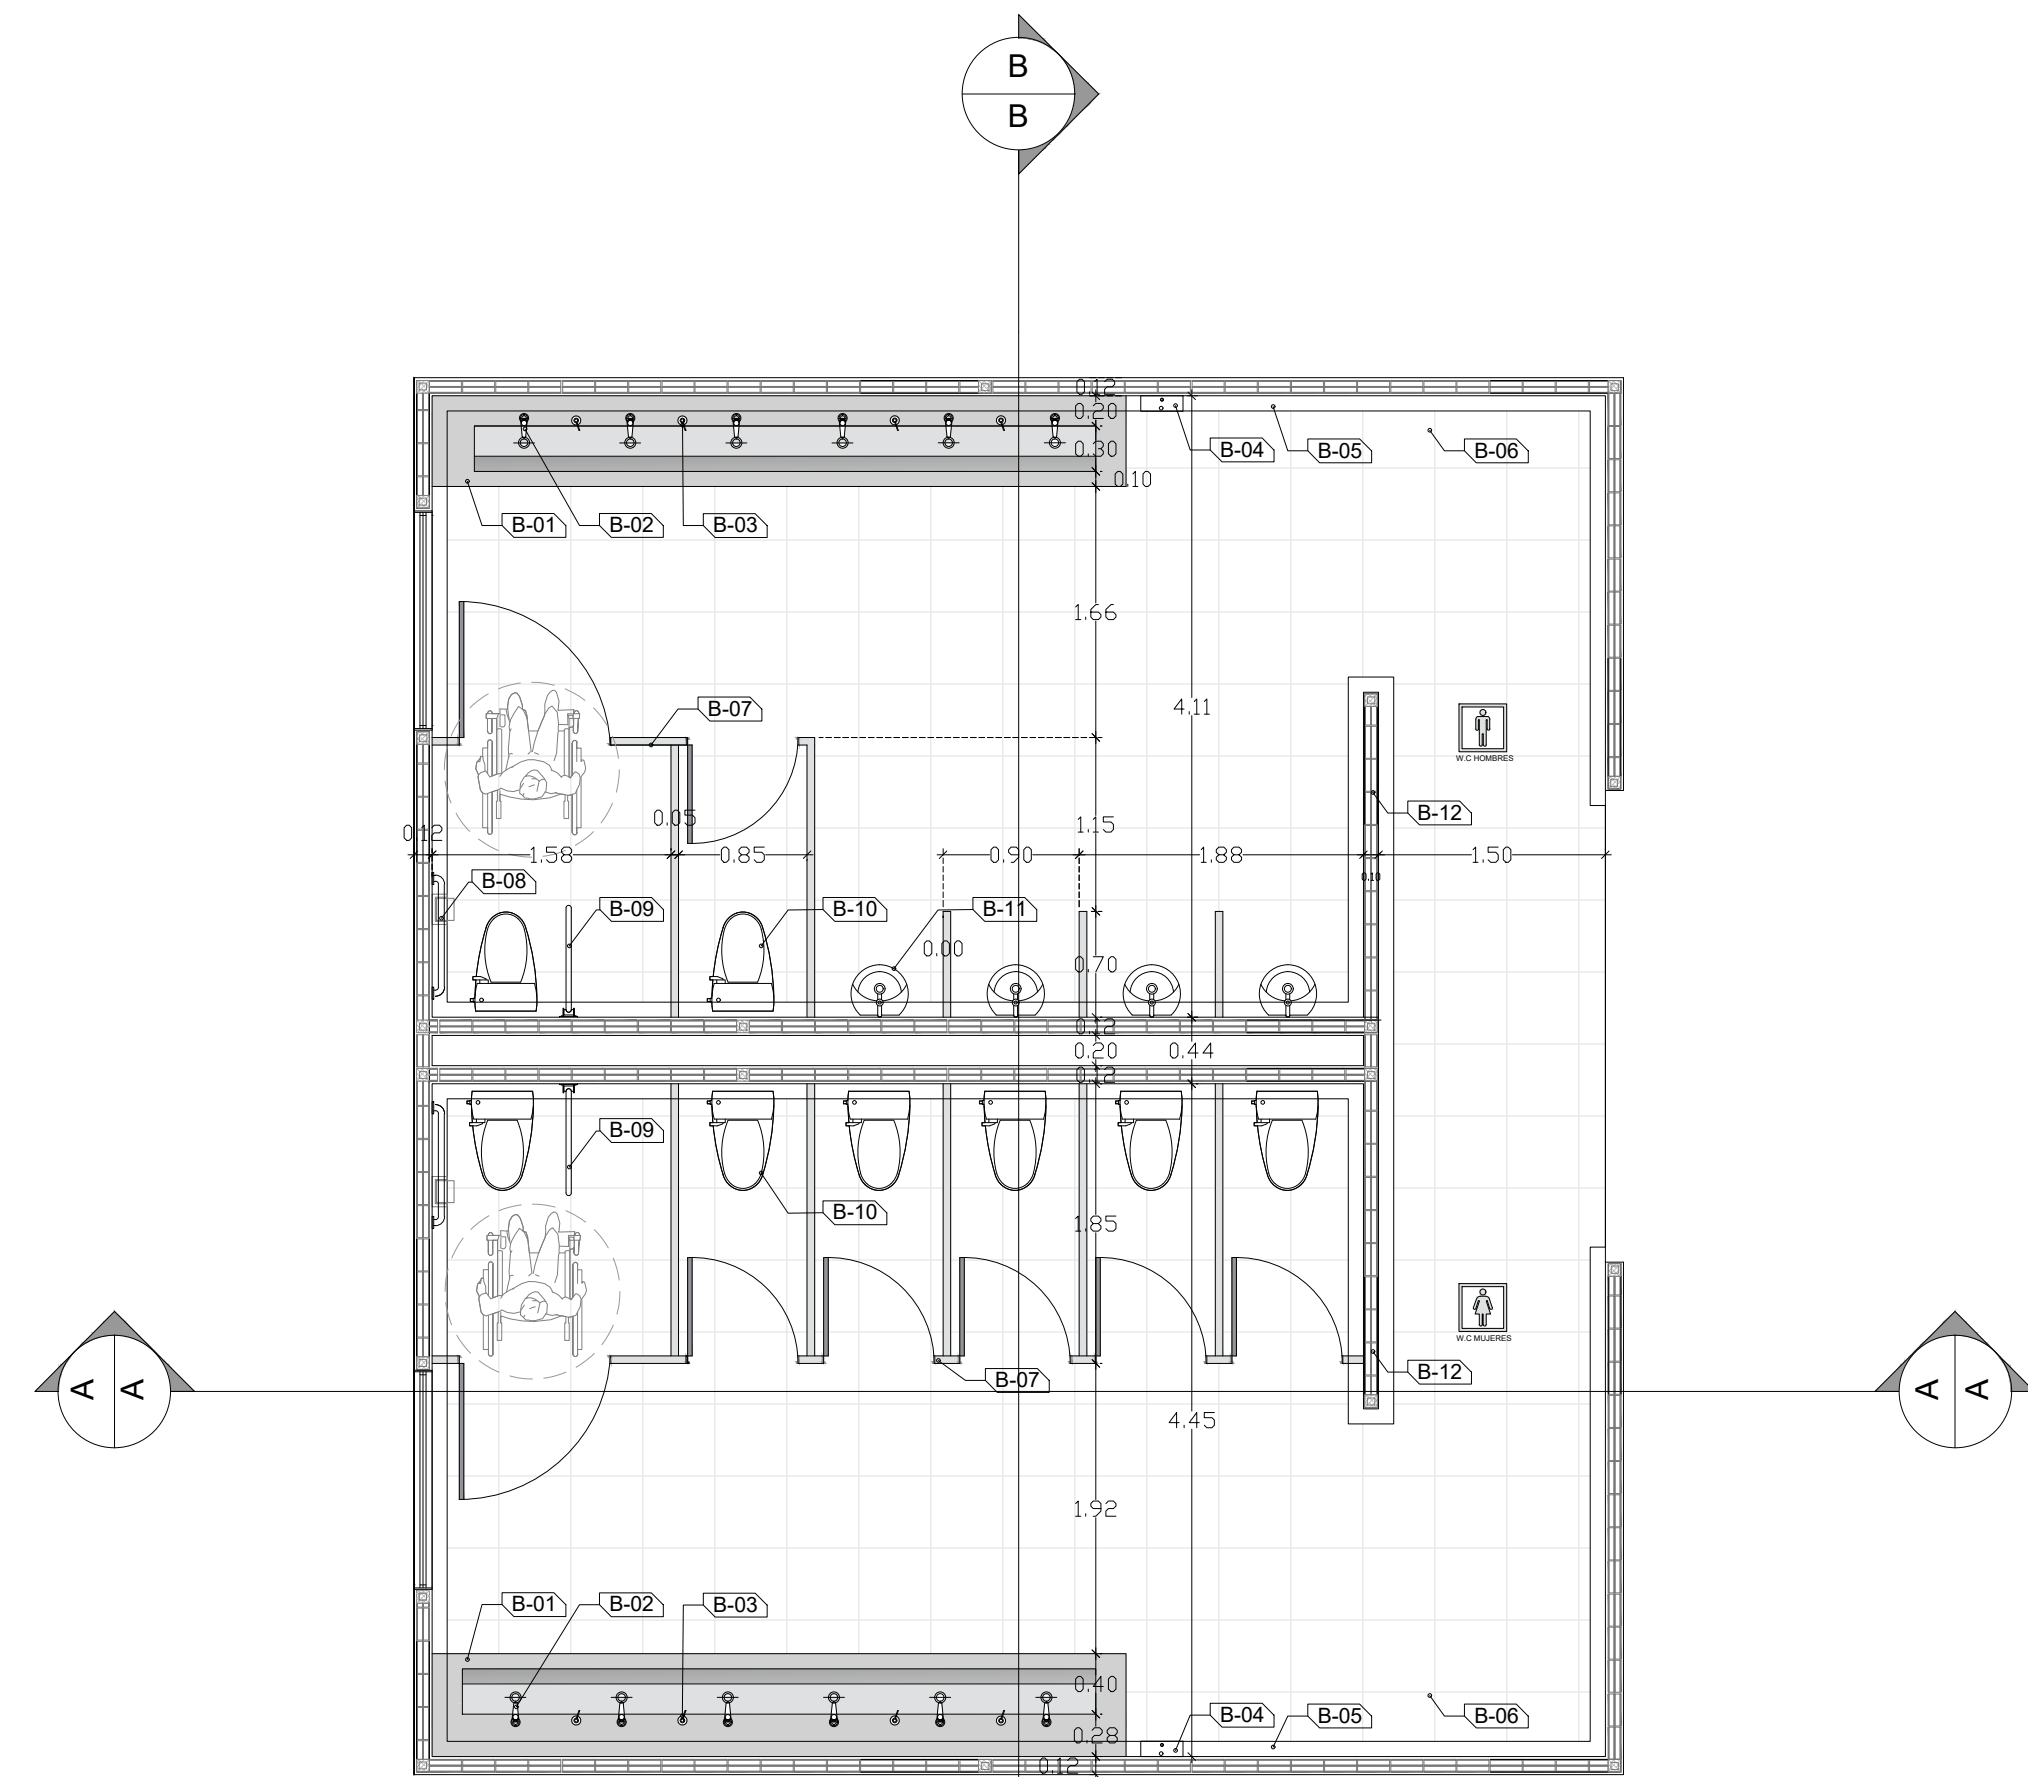 B
B
0.12
0.20
0.30
0.10
B-04
B-05
B-06
B-01
B-02
B-03
1.66
4.11
B-07
W.C HOMBRES
0.12
0.05
1.15
B-12
1.58
0.85
0.90
1.88
1.50
0.10
B-08
B-09
B-10
B-11
0.00
0.70
0.12
0.20
0.44
0.12
B-09
B-10
1.85
W.C MUJERES
B-07
B-12
A
A
A
A
4.45
1.92
B-01
B-02
B-03
0.40
B-04
B-05
B-06
0.28
0.12